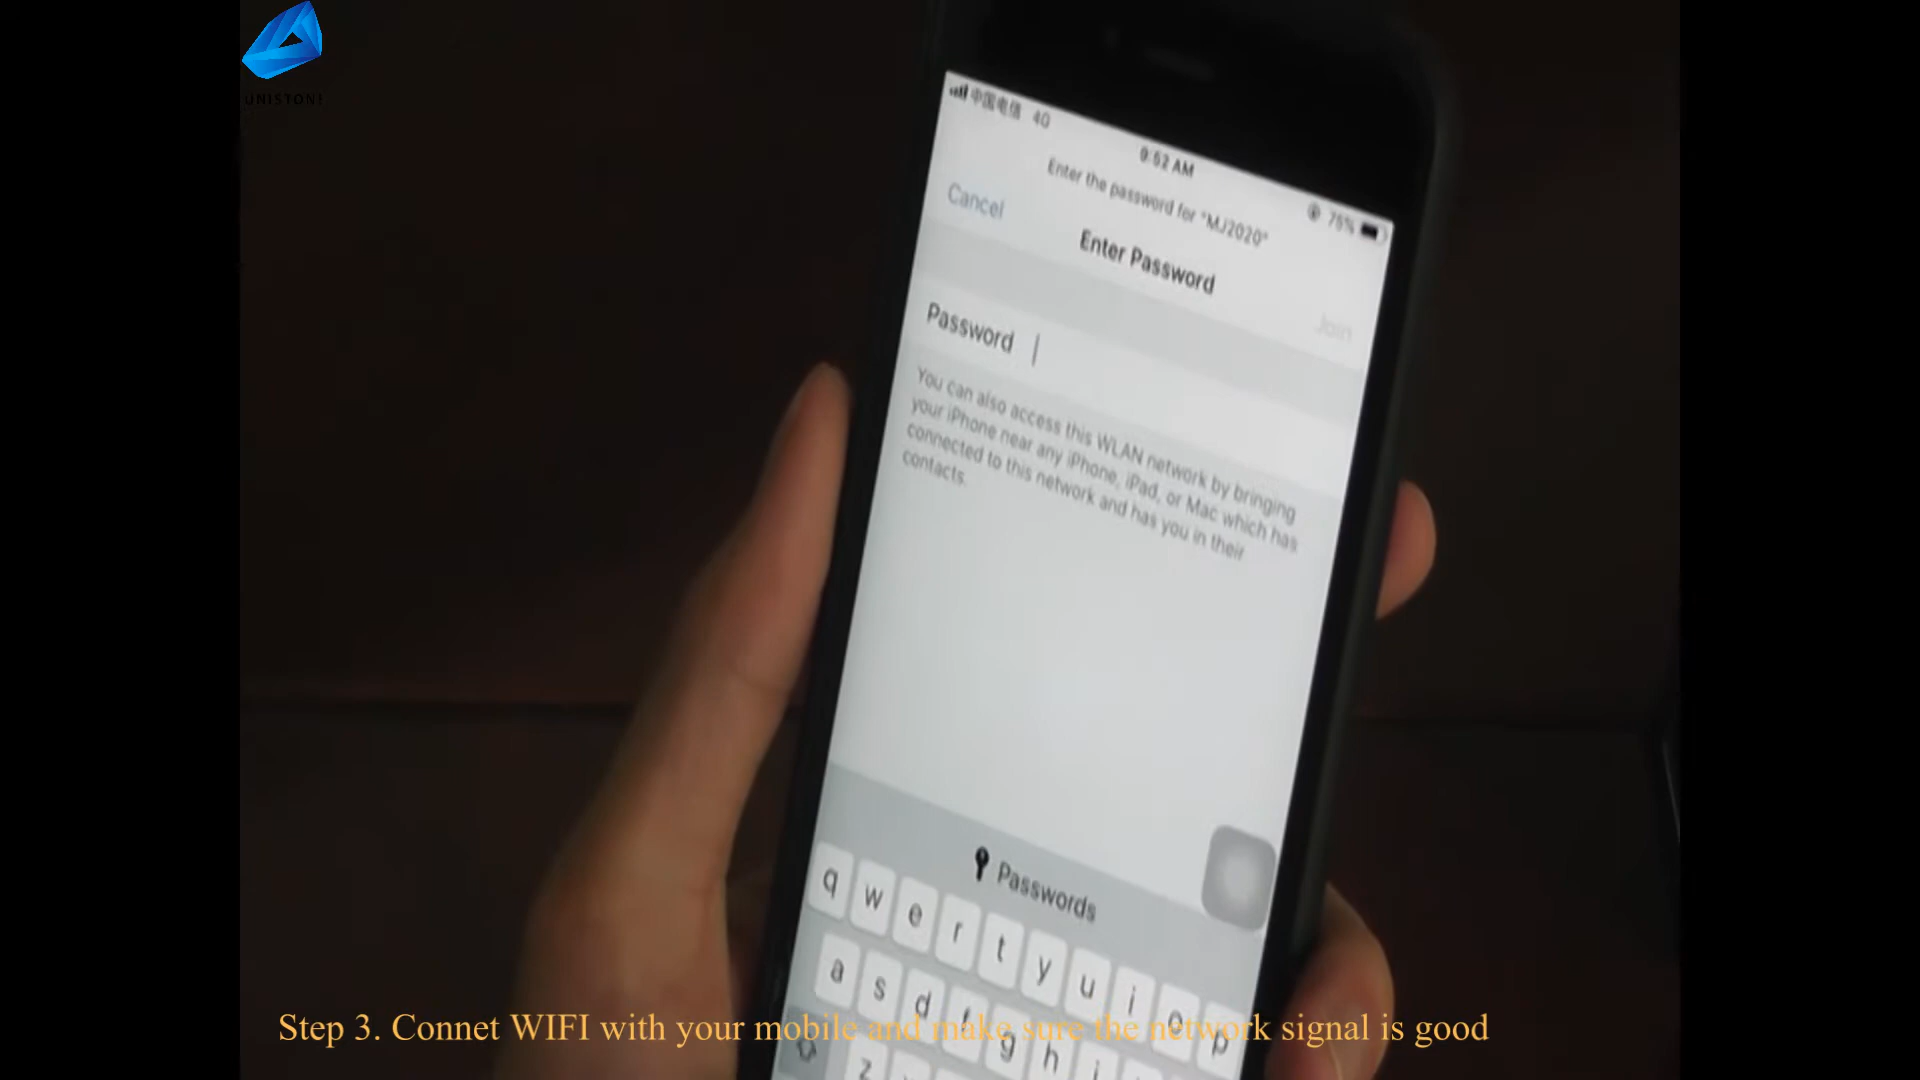 UNISTONE
中国电信 4G
9:52 AM
75%
Enter the password for "MJ2020"
Cancel
Enter Password
Join
Password
You can also access this WLAN network by bringing
your iPhone near any iPhone, iPad, or Mac which has
connected to this network and has you in their
contacts.
Passwords
q w e r t y u i o p
a s d f g h j
z
Step 3. Connet WIFI with your mobile and make sure the network signal is good